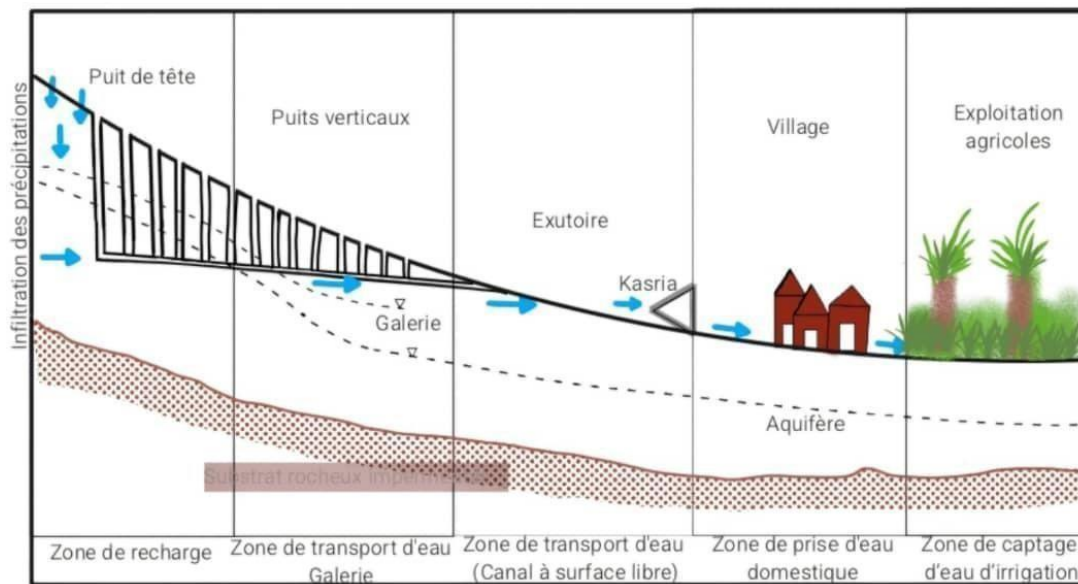 Infiltration des précipitations
Puit de tête
Puits verticaux
Exutoire
Kasria
Village
Exploitation
agricoles
Galerie
Aquifère
Substrat rocheux
Zone de recharge
Zone de transport d'eau
Galerie
Zone de transport d'eau
(Canal à surface libre)
Zone de prise d'eau
domestique
Zone de captage
d'eau d'irrigation